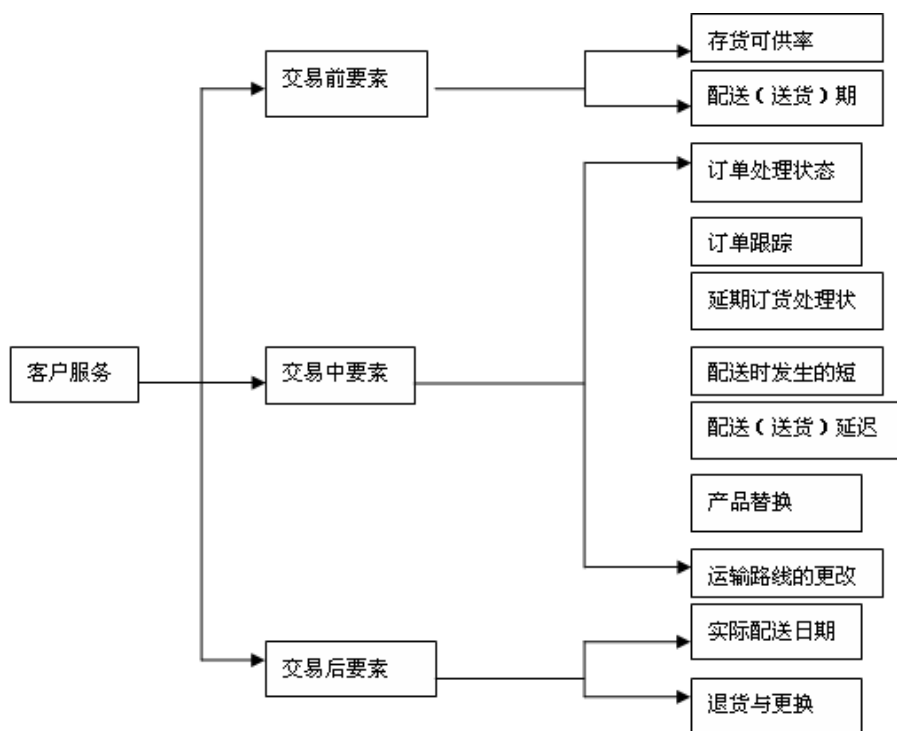 客户服务
交易前要素
存货可供率
配送（送货）期
交易中要素
订单处理状态
订单跟踪
延期订货处理状
配送时发生的短
配送（送货）延迟
产品替换
运输路线的更改
交易后要素
实际配送日期
退货与更换